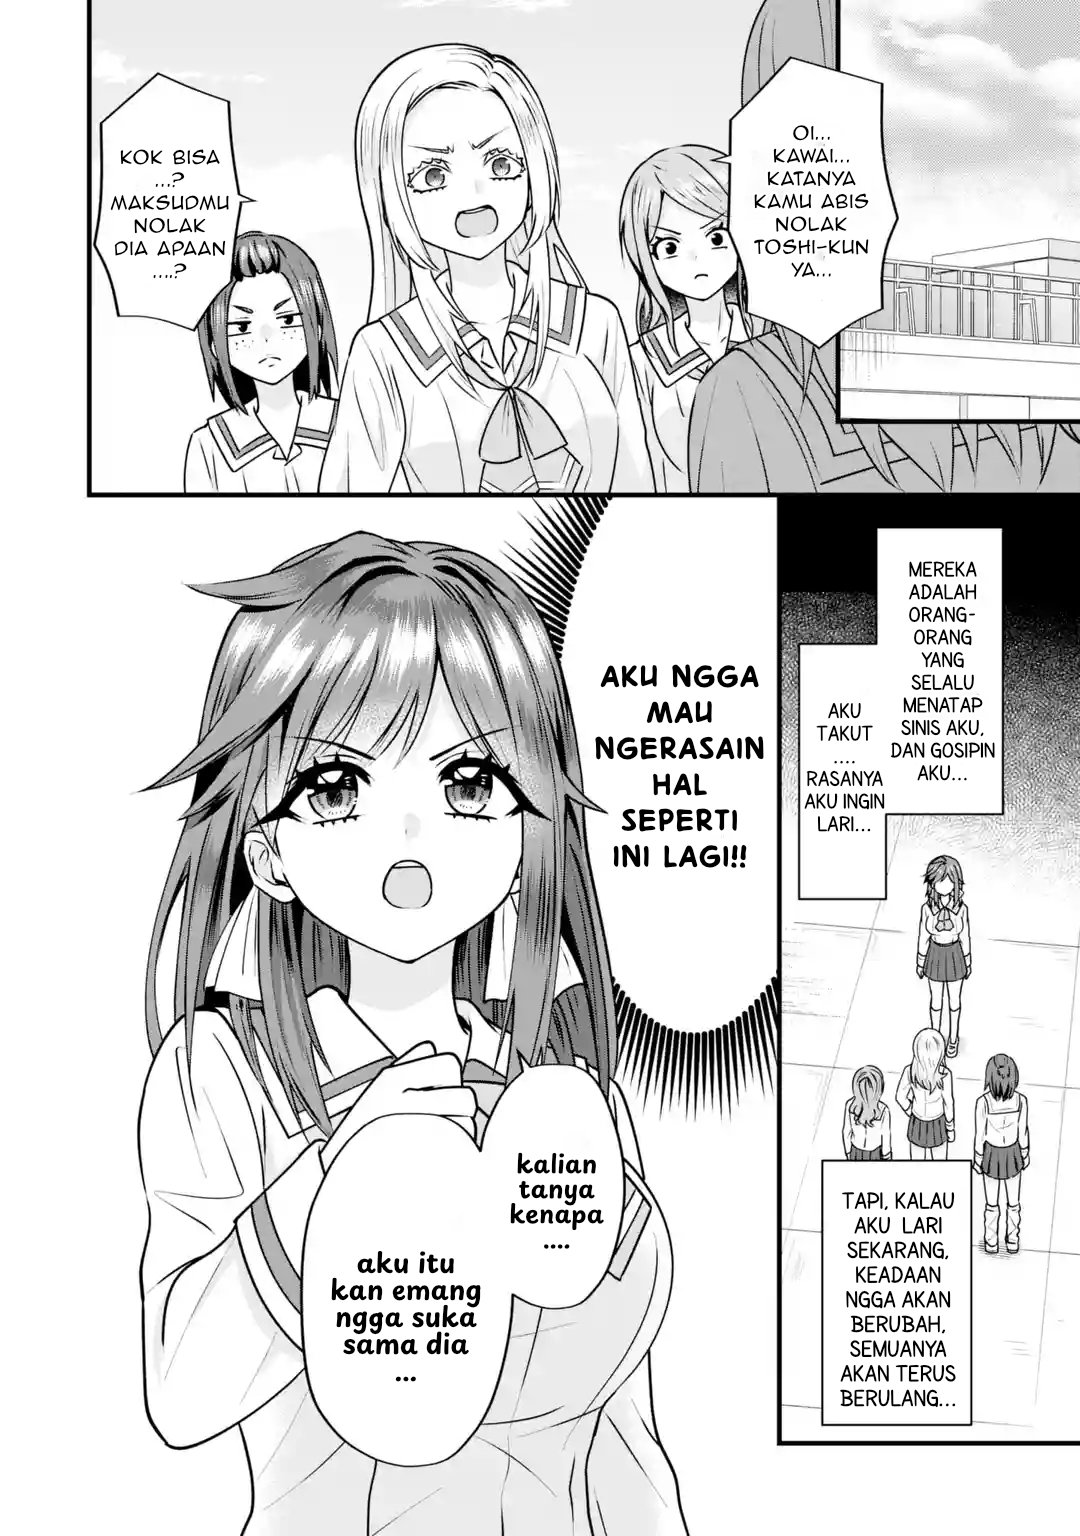 OI...
KAWAI...
KATANYA
KAMU ABIS
NOLAK
TOSHI-KUN
YA...
KOK BISA
...?
MAKSUDMU
NOLAK
DIA APAAN
....?
MEREKA
ADALAH
ORANG-
ORANG
YANG
SELALU
MENATAP
SINIS AKU,
DAN GOSIPIN
AKU...
AKU
TAKUT
....
RASANYA
AKU INGIN
LARI...
TAPI, KALAU
AKU LARI
SEKARANG,
KEADAAN
NGGA AKAN
BERUBAH,
SEMUANYA
AKAN TERUS
BERULANG...
AKU NGGA
MAU
NGERASAIN
HAL
SEPERTI
INI LAGI!!
kalian
tanya
kenapa
....
aku itu
kan emang
ngga suka
sama dia
...